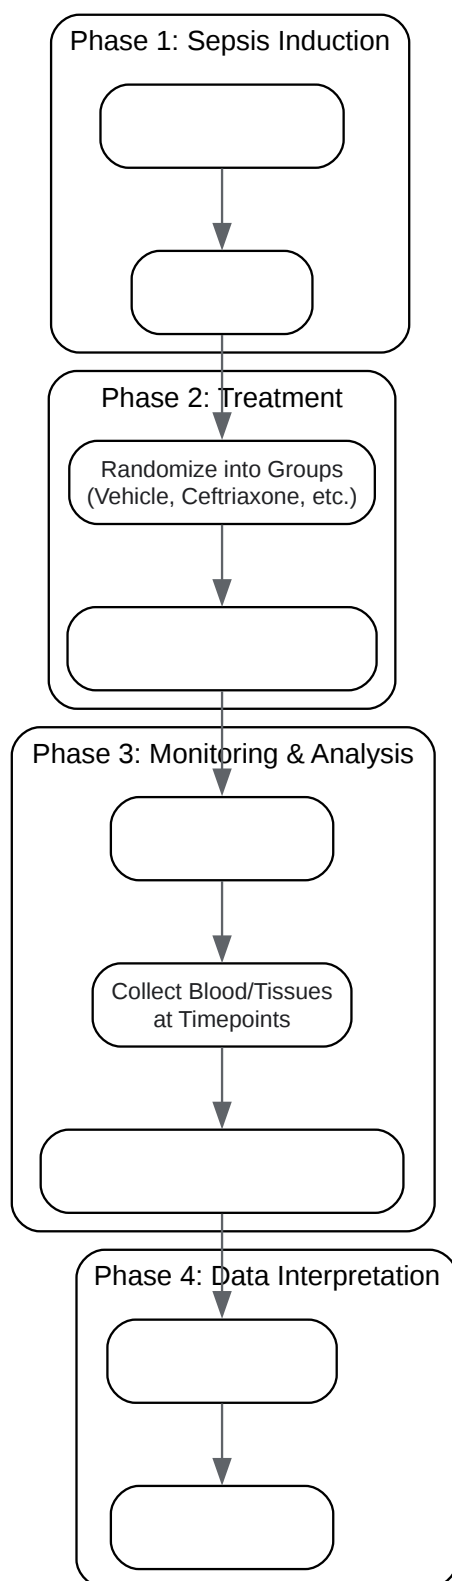 Phase 1: Sepsis Induction
Phase 2: Treatment
Randomize into Groups
(Vehicle, Ceftriaxone, etc.)
Phase 3: Monitoring & Analysis
Collect Blood/Tissues
at Timepoints
Phase 4: Data Interpretation